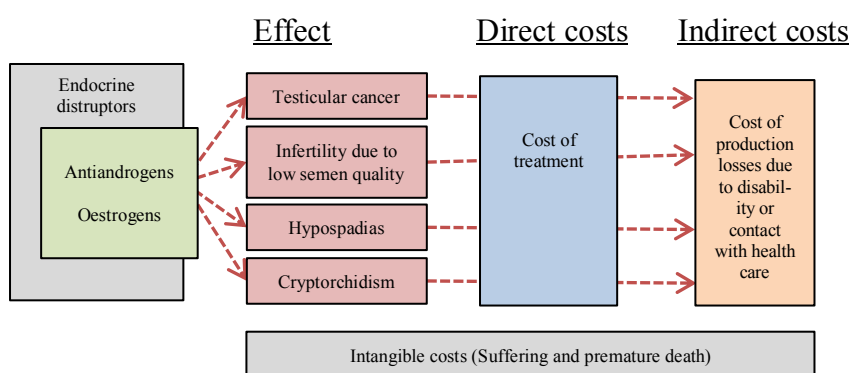 Effect
Direct costs
Indirect costs
Endocrine
distruptors
Antiandrogens
Oestrogens
Testicular cancer
Infertility due to
low semen quality
Hypospadias
Cryptorchidism
Cost of
treatment
Cost of
production
losses due
to disabil-
ity or
contact
with health
care
Intangible costs (Suffering and premature death)